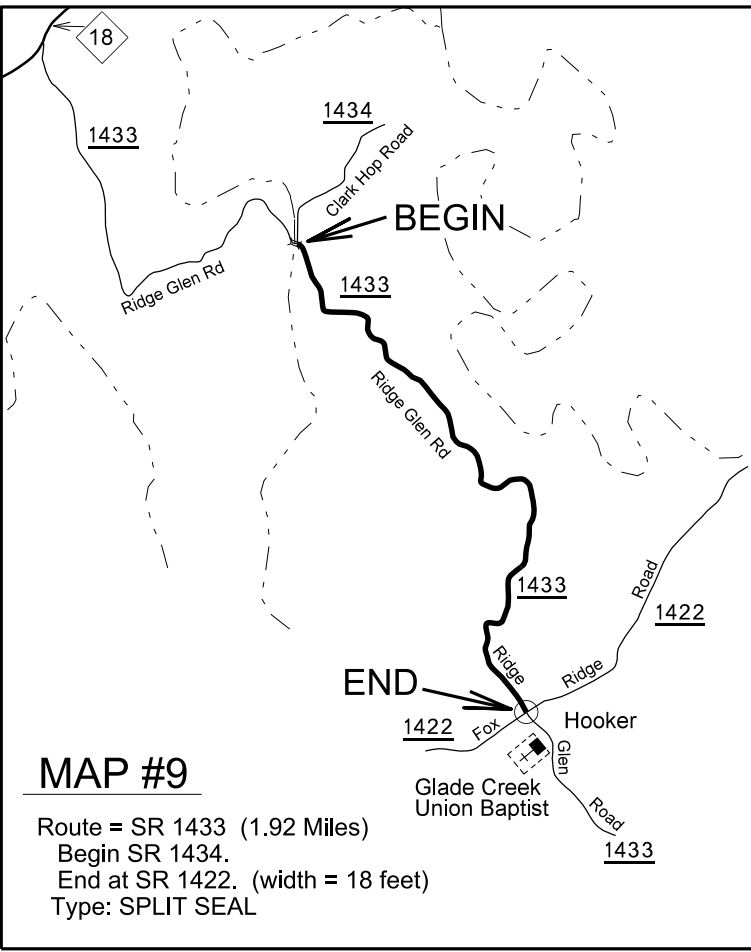 18
1433
1434
Clark Hop Road
BEGIN
Ridge Glen Rd
1433
Ridge Glen Rd
1433
Road
1422
Ridge
Ridge
END
1422
Fox
Hooker
Glen
Glade Creek
Union Baptist
Road
1433
MAP #9
Route = SR 1433 (1.92 Miles)
Begin SR 1434.
End at SR 1422. (width = 18 feet)
Type: SPLIT SEAL